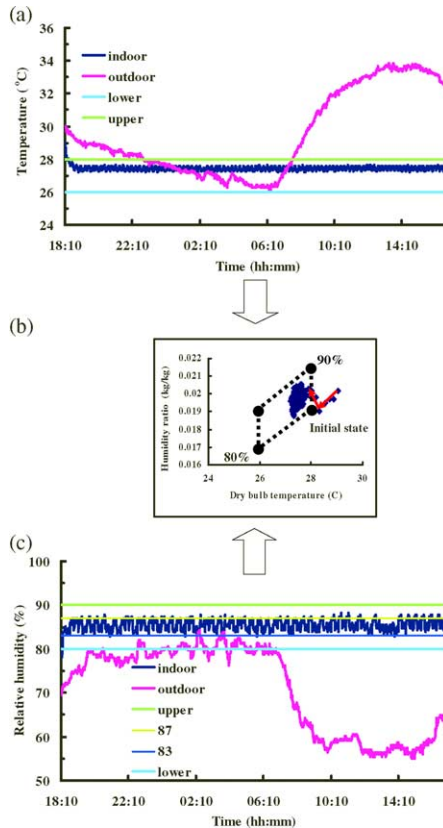 (a)
36
34
32
30
28
26
24
Temperature (°C)
indoor
outdoor
lower
upper
18:10 22:10 02:10 06:10 10:10 14:10
Time (hh:mm)
(b)
0.022
0.021
0.02
0.019
0.018
0.017
0.016
Humidity ratio (kg/kg)
90%
80%
Initial state
24 26 28 30
Dry bulb temperature (C)
(c)
100
90
80
70
60
50
Relative humidity (%)
indoor
outdoor
upper
87
83
lower
18:10 22:10 02:10 06:10 10:10 14:10
Time (hh:mm)